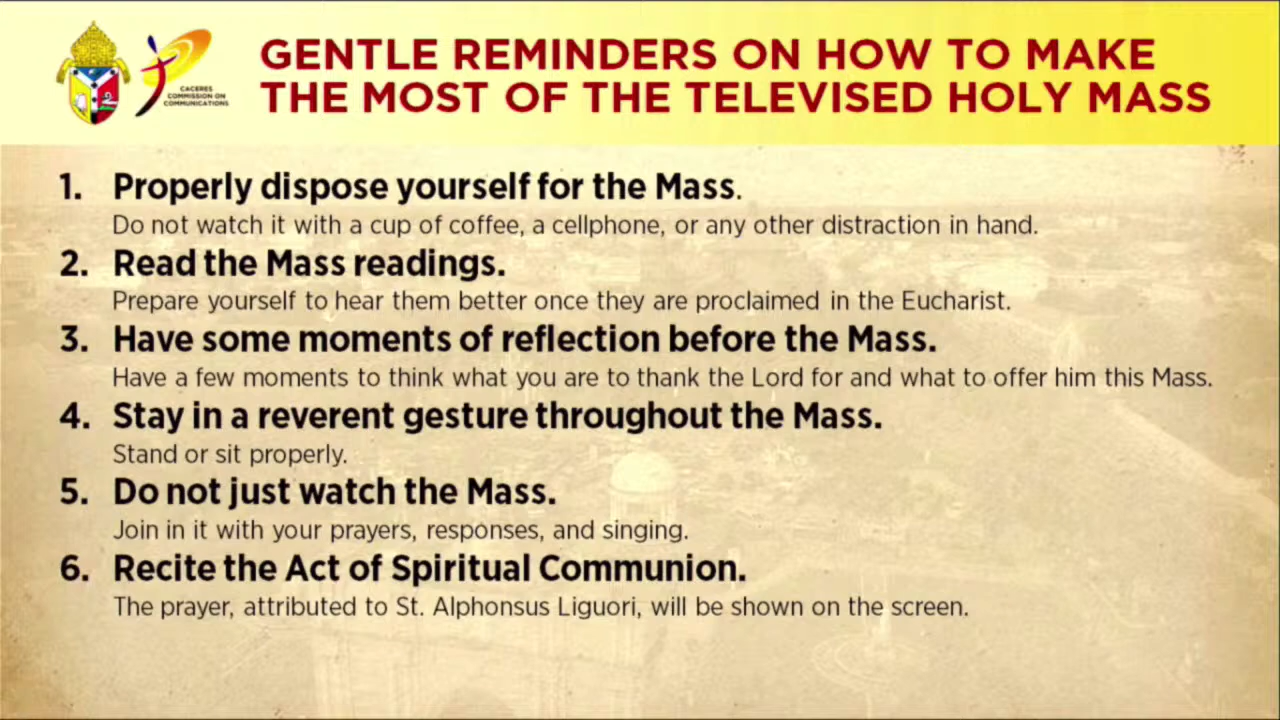 CACERES
COMMISSION ON
COMMUNICATIONS
GENTLE REMINDERS ON HOW TO MAKE
THE MOST OF THE TELEVISED HOLY MASS
1. Properly dispose yourself for the Mass.
Do not watch it with a cup of coffee, a cellphone, or any other distraction in hand.
2. Read the Mass readings.
Prepare yourself to hear them better once they are proclaimed in the Eucharist.
3. Have some moments of reflection before the Mass.
Have a few moments to think what you are to thank the Lord for and what to offer him this Mass.
4. Stay in a reverent gesture throughout the Mass.
Stand or sit properly.
5. Do not just watch the Mass.
Join in it with your prayers, responses, and singing.
6. Recite the Act of Spiritual Communion.
The prayer, attributed to St. Alphonsus Liguori, will be shown on the screen.